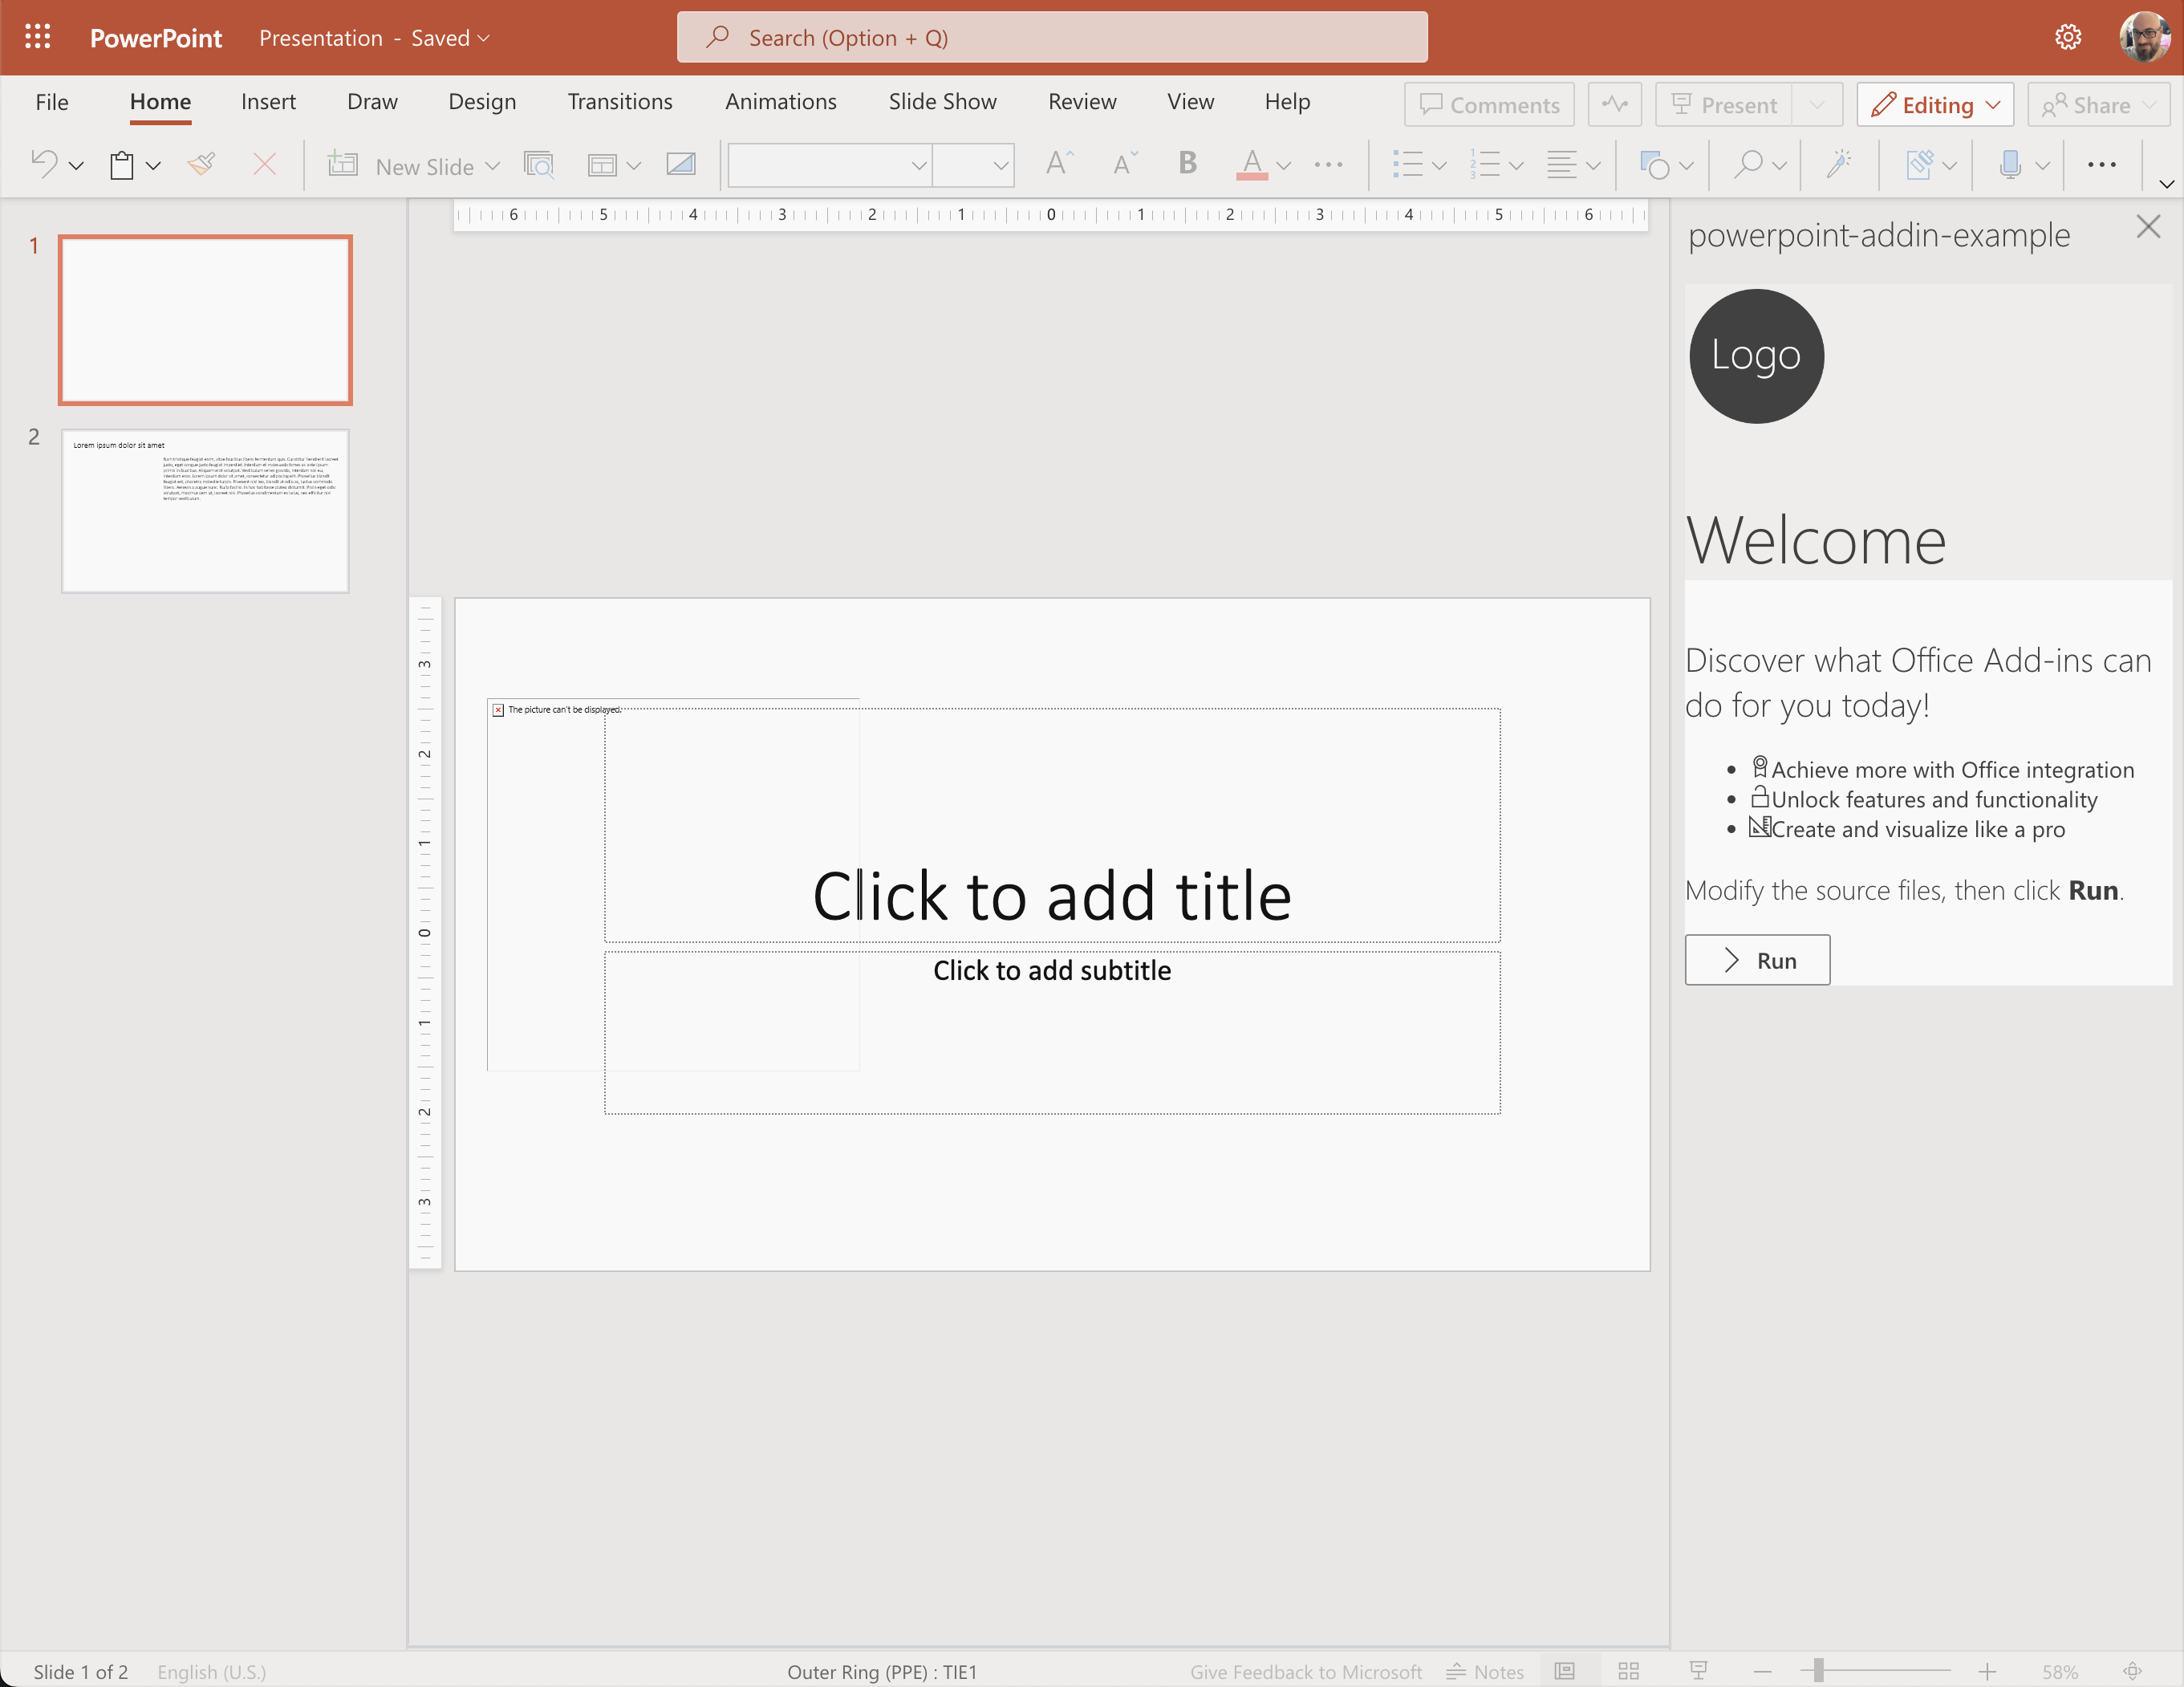 PowerPoint
Presentation - Saved
Search (Option + Q)
File
Home
Insert
Draw
Design
Transitions
Animations
Slide Show
Review
View
Help
Comments
Present
Editing
Share
New Slide
6 5 4 3 2 1 0 1 2 3 4 5 6
1
2
Lorem ipsum dolor sit amet
3 2 1 0 1 2 3
The picture can't be displayed.
Click to add title
Click to add subtitle
powerpoint-addin-example
Logo
Welcome
Discover what Office Add-ins can
do for you today!
Achieve more with Office integration
Unlock features and functionality
Create and visualize like a pro
Modify the source files, then click Run.
Run
Slide 1 of 2
English (U.S.)
Outer Ring (PPE) : TIE1
Give Feedback to Microsoft
Notes
58%